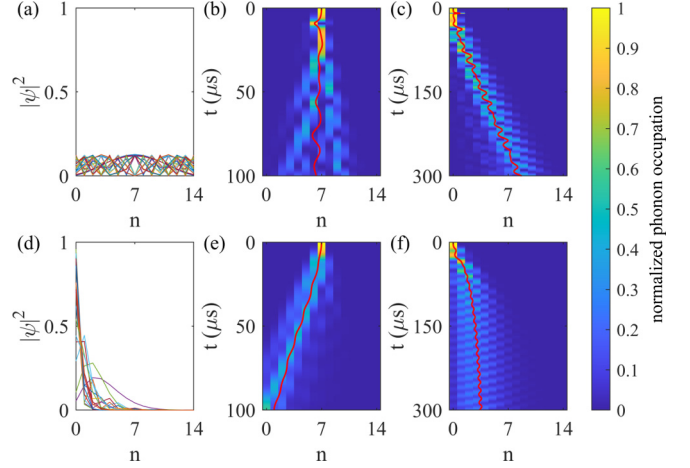 (a)
1
0.5
0
|ψ|²
0 7 14
n
(b)
0
50
100
t (μs)
0 7 14
n
(c)
0
150
300
t (μs)
0 7 14
n
(d)
1
0.5
0
|ψ|²
0 7 14
n
(e)
0
50
100
t (μs)
0 7 14
n
(f)
0
150
300
t (μs)
0 7 14
n
1
0.9
0.8
0.7
0.6
0.5
0.4
0.3
0.2
0.1
0
normalized phonon occupation